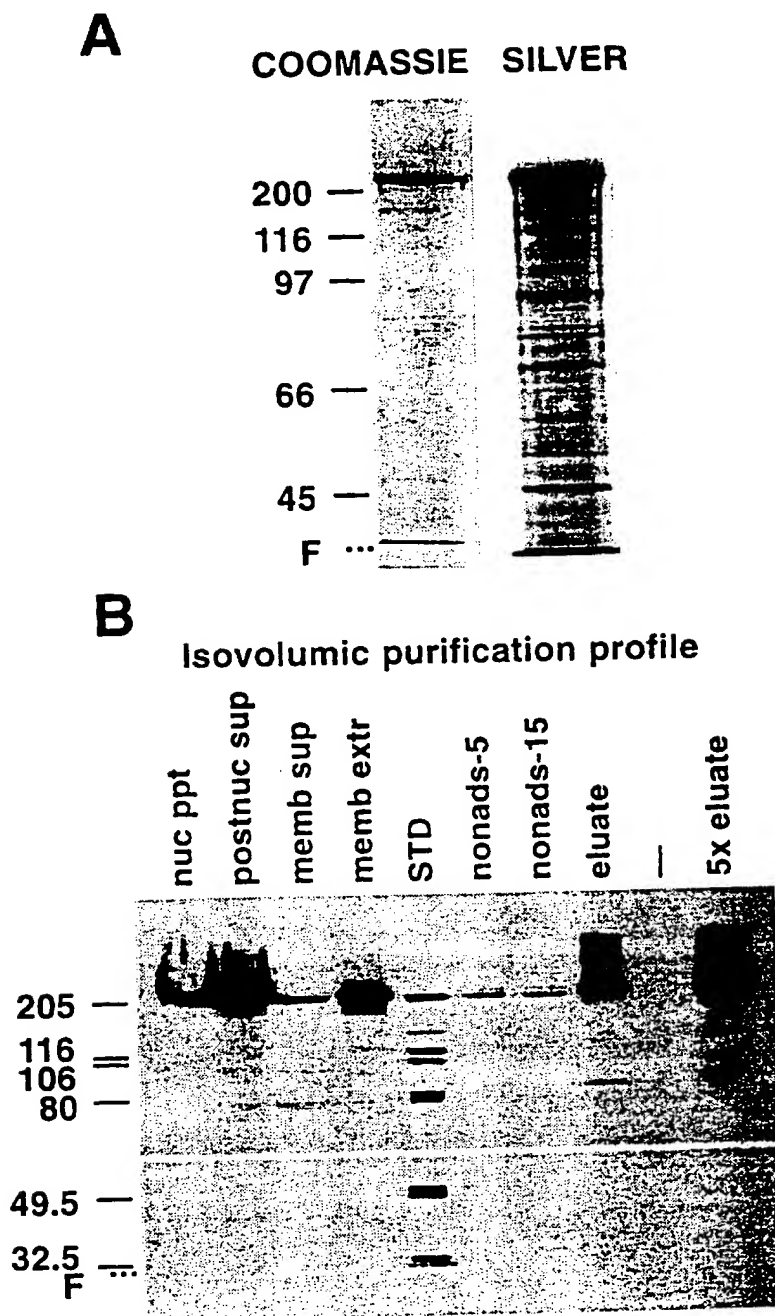 A
COOMASSIE SILVER
200 —
116 —
97 —
66 —
45 —
F ...
B
Isovolumic purification profile
nuc ppt
postnuc sup
memb sup
memb extr
STD
nonads-5
nonads-15
eluate
—
5x eluate
205 —
116 —
106 —
80 —
49.5 —
32.5 —
F ...